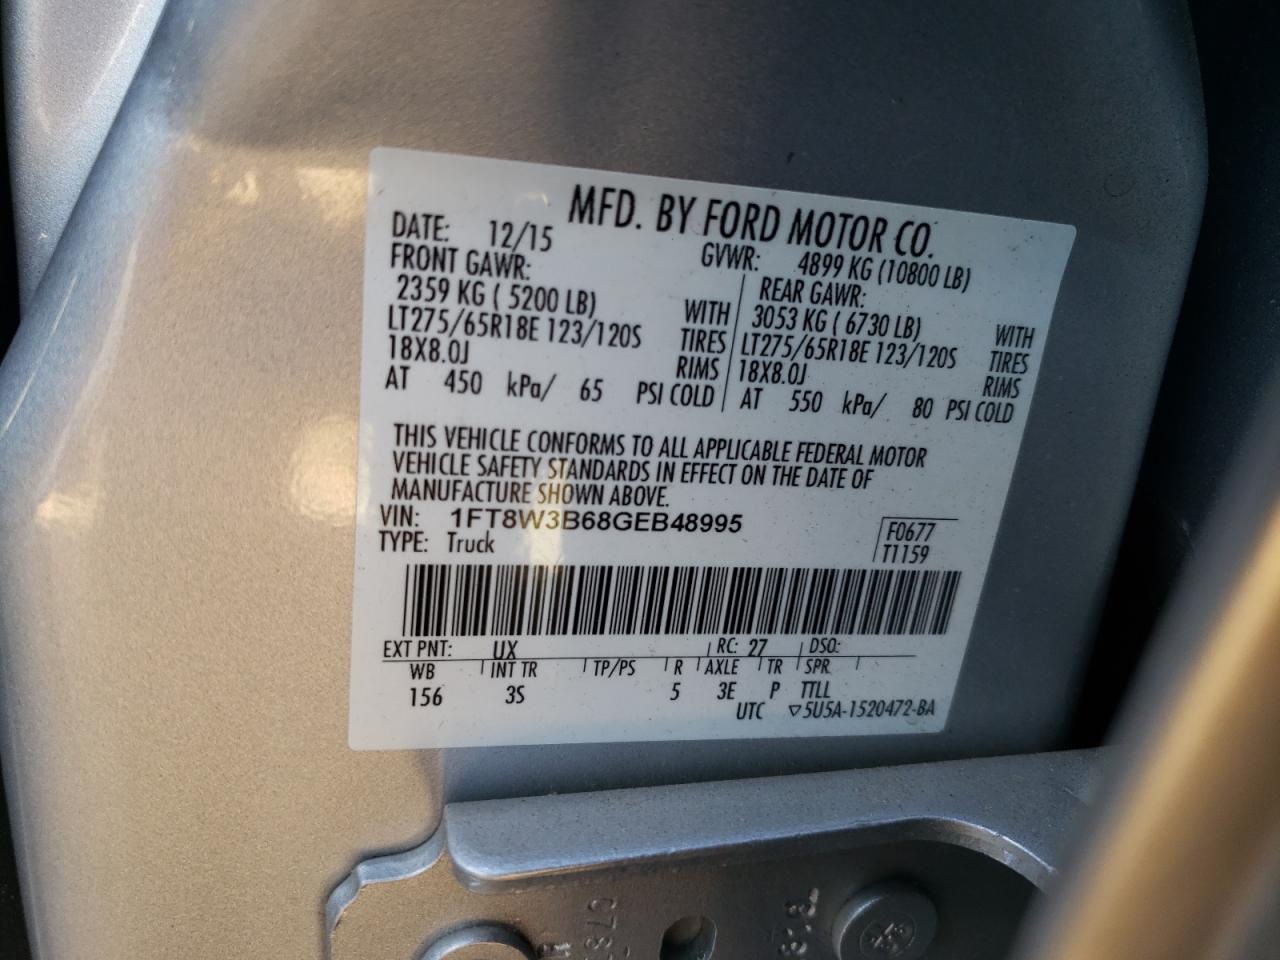 MFD. BY FORD MOTOR CO.
DATE: 12/15 GVWR: 4899 KG (10800 LB)
FRONT GAWR:
2359 KG ( 5200 LB) WITH
LT275/65R18E 123/120S TIRES
18X8.0J RIMS
AT 450 kPa/ 65 PSI COLD
REAR GAWR:
3053 KG ( 6730 LB) WITH
LT275/65R18E 123/120S TIRES
18X8.0J RIMS
AT 550 kPa/ 80 PSI COLD
THIS VEHICLE CONFORMS TO ALL APPLICABLE FEDERAL MOTOR
VEHICLE SAFETY STANDARDS IN EFFECT ON THE DATE OF
MANUFACTURE SHOWN ABOVE.
VIN: 1FT8W3B68GEB48995
TYPE: Truck
F0677
T1159
EXT PNT: UX RC: 27 DSO:
WB INT TR TP/PS R AXLE TR SPR
156 3S 5 3E P TTLL
UTC ▽5U5A-1520472-BA